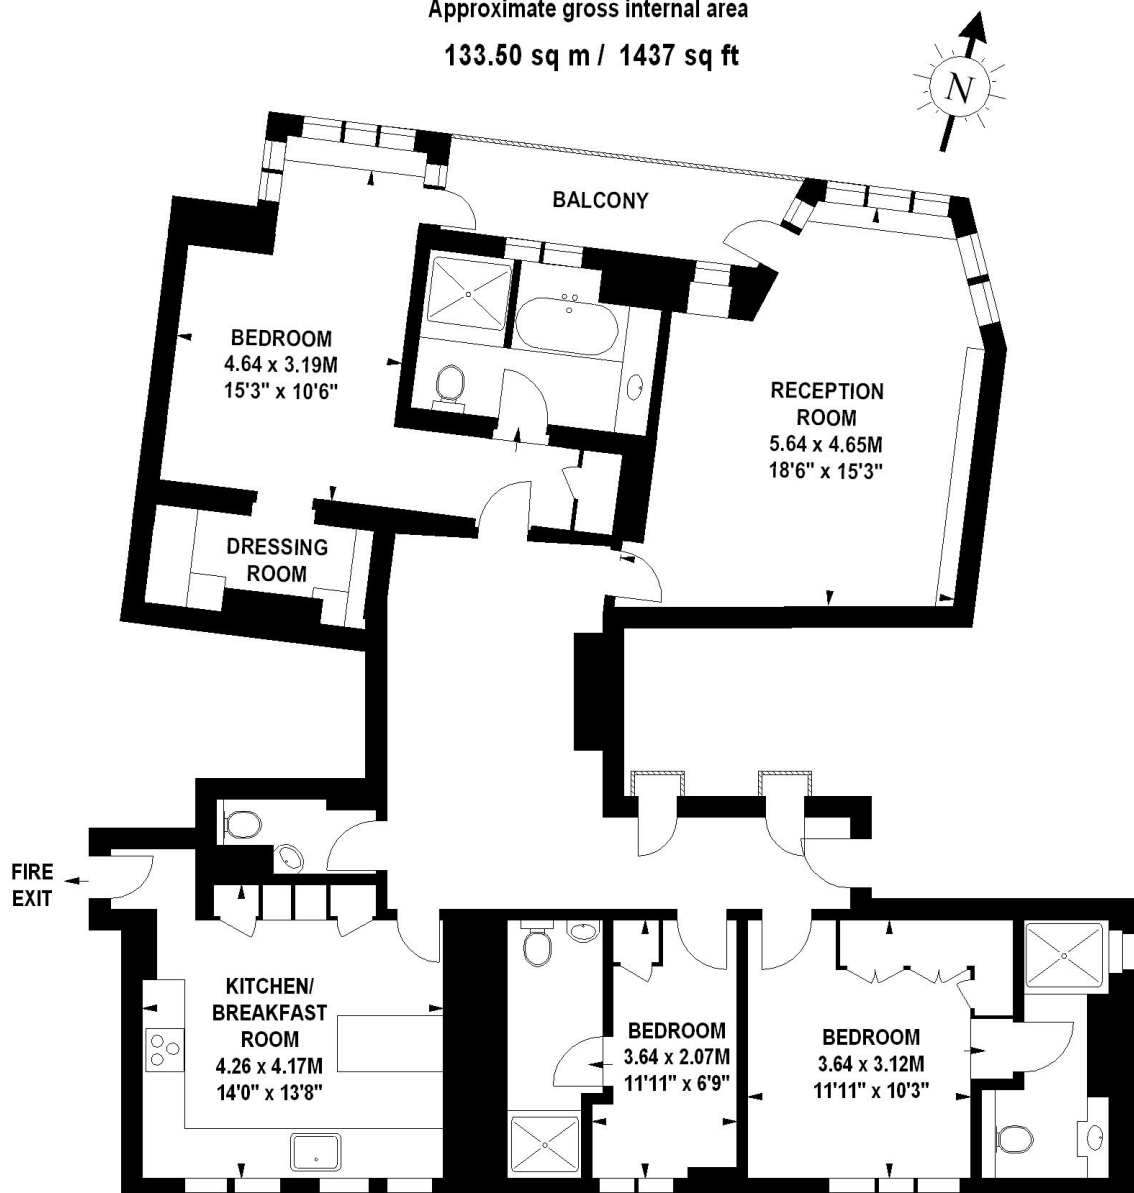 Approximate gross internal area
133.50 sq m / 1437 sq ft
N
BALCONY
BEDROOM
4.64 x 3.19M
15'3" x 10'6"
RECEPTION
ROOM
5.64 x 4.65M
18'6" x 15'3"
DRESSING
ROOM
FIRE
EXIT
KITCHEN/
BREAKFAST
ROOM
4.26 x 4.17M
14'0" x 13'8"
BEDROOM
3.64 x 2.07M
11'11" x 6'9"
BEDROOM
3.64 x 3.12M
11'11" x 10'3"